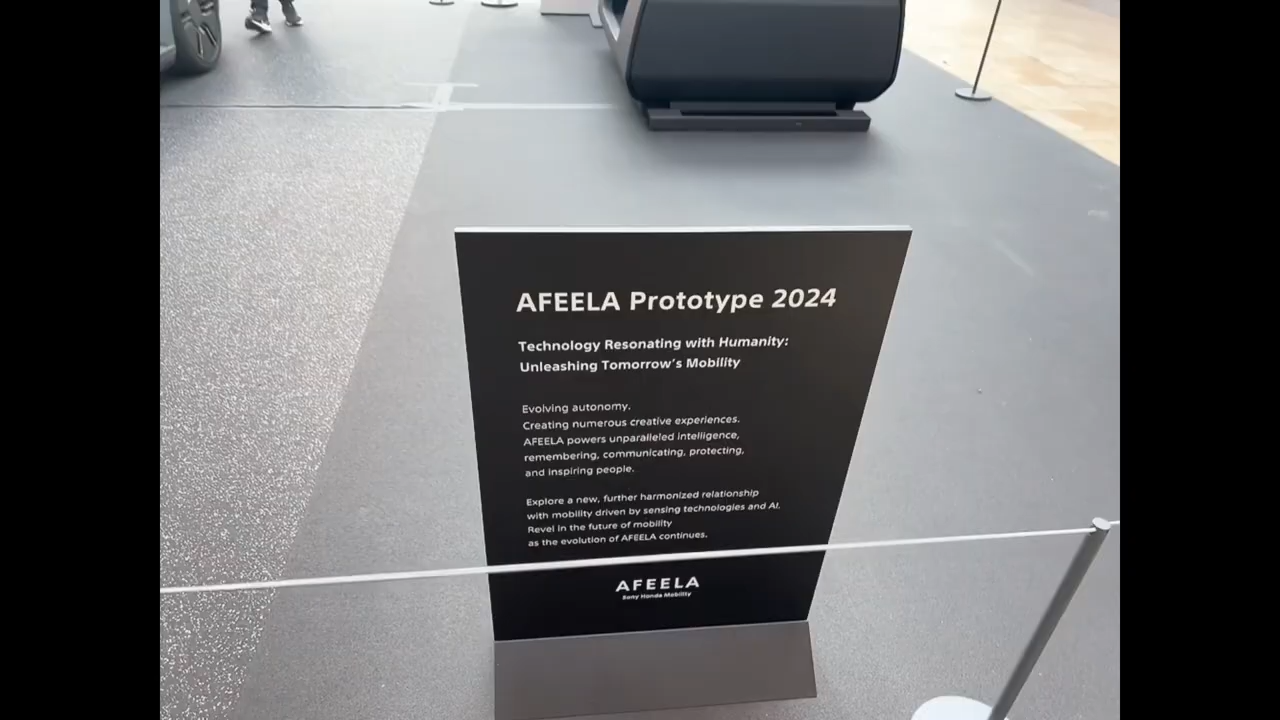 AFEELA Prototype 2024
Technology Resonating with Humanity:
Unleashing Tomorrow's Mobility
Evolving autonomy.
Creating numerous creative experiences.
AFEELA powers unparalleled intelligence,
remembering, communicating, protecting,
and inspiring people.
Explore a new, further harmonized relationship
with mobility driven by sensing technologies and AI.
Revel in the future of mobility
as the evolution of AFEELA continues.
AFEELA
Sony Honda Mobility